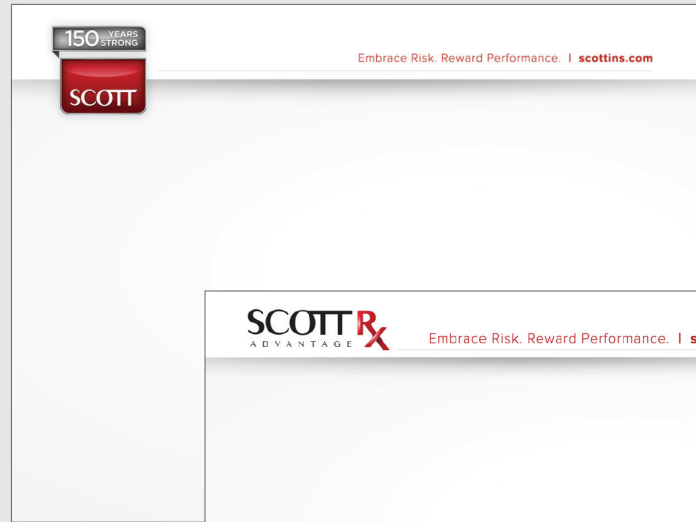 150 YEARS STRONG
SCOTT
Embrace Risk. Reward Performance. | scottins.com
SCOTT Rx
ADVANTAGE
Embrace Risk. Reward Performance. | s